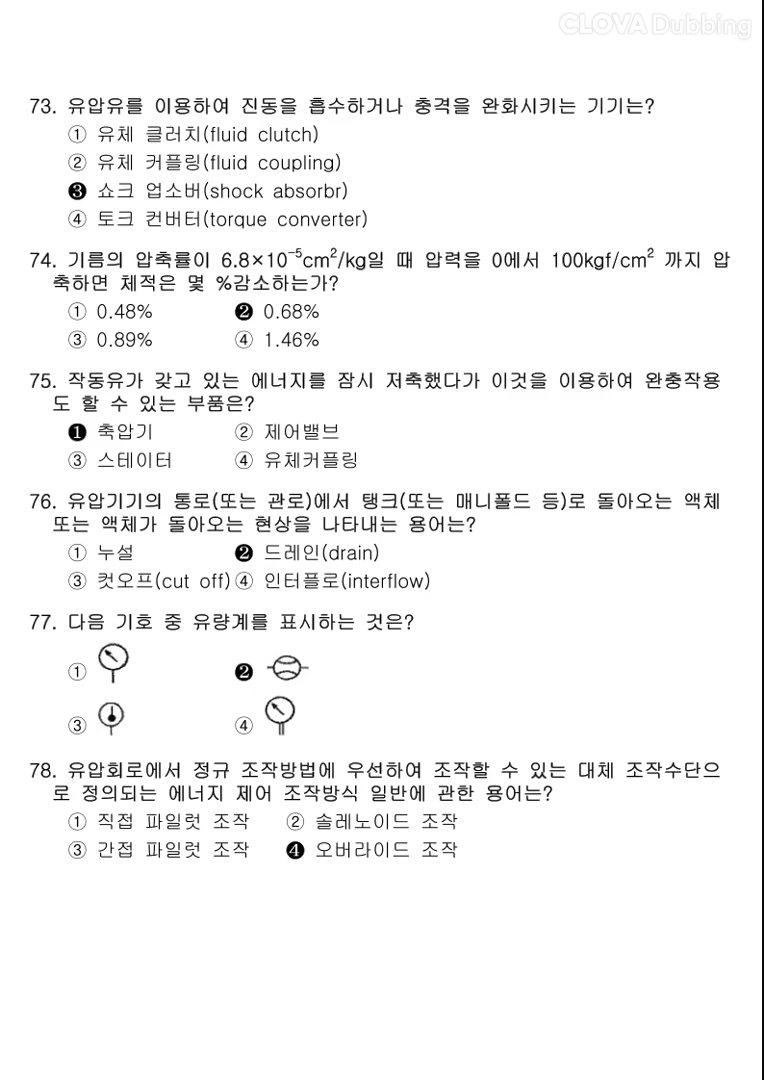 CLOVA Dubbing
73. 유압유를 이용하여 진동을 흡수하거나 충격을 완화시키는 기기는?
① 유체 클러치(fluid clutch)
② 유체 커플링(fluid coupling)
❸ 쇼크 업소버(shock absorbr)
④ 토크 컨버터(torque converter)
74. 기름의 압축률이 6.8×10⁻⁵cm²/kg일 때 압력을 0에서 100kgf/cm² 까지 압
축하면 체적은 몇 %감소하는가?
① 0.48% ❷ 0.68%
③ 0.89% ④ 1.46%
75. 작동유가 갖고 있는 에너지를 잠시 저축했다가 이것을 이용하여 완충작용
도 할 수 있는 부품은?
❶ 축압기 ② 제어밸브
③ 스테이터 ④ 유체커플링
76. 유압기기의 통로(또는 관로)에서 탱크(또는 매니폴드 등)로 돌아오는 액체
또는 액체가 돌아오는 현상을 나타내는 용어는?
① 누설 ❷ 드레인(drain)
③ 컷오프(cut off) ④ 인터플로(interflow)
77. 다음 기호 중 유량계를 표시하는 것은?
① ❷
③ ④
78. 유압회로에서 정규 조작방법에 우선하여 조작할 수 있는 대체 조작수단으
로 정의되는 에너지 제어 조작방식 일반에 관한 용어는?
① 직접 파일럿 조작 ② 솔레노이드 조작
③ 간접 파일럿 조작 ❹ 오버라이드 조작